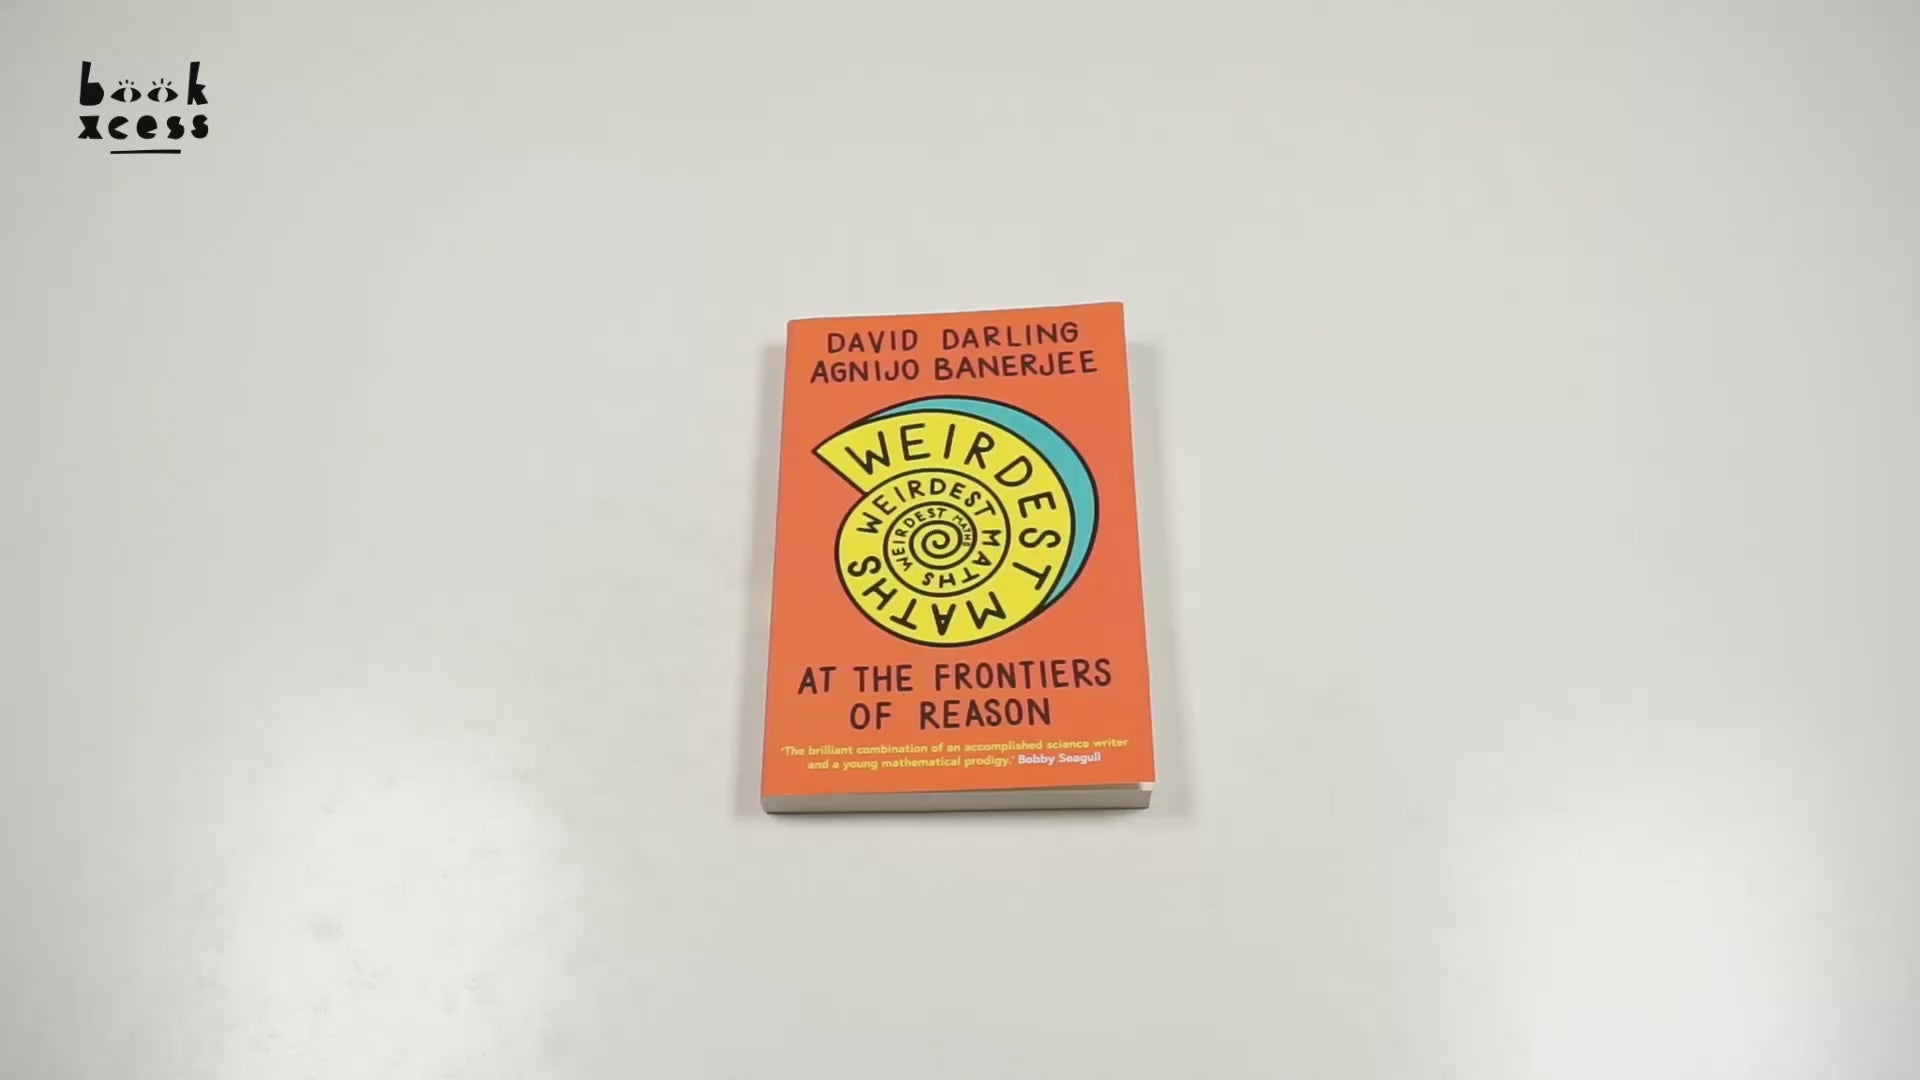 book
xcess
DAVID DARLING
AGNIJO BANERJEE
WEIRDEST MATHS
WEIRDEST MATHS
WEIRDEST MATHS
AT THE FRONTIERS
OF REASON
'The brilliant combination of an accomplished science writer
and a young mathematical prodigy.' Bobby Seagull